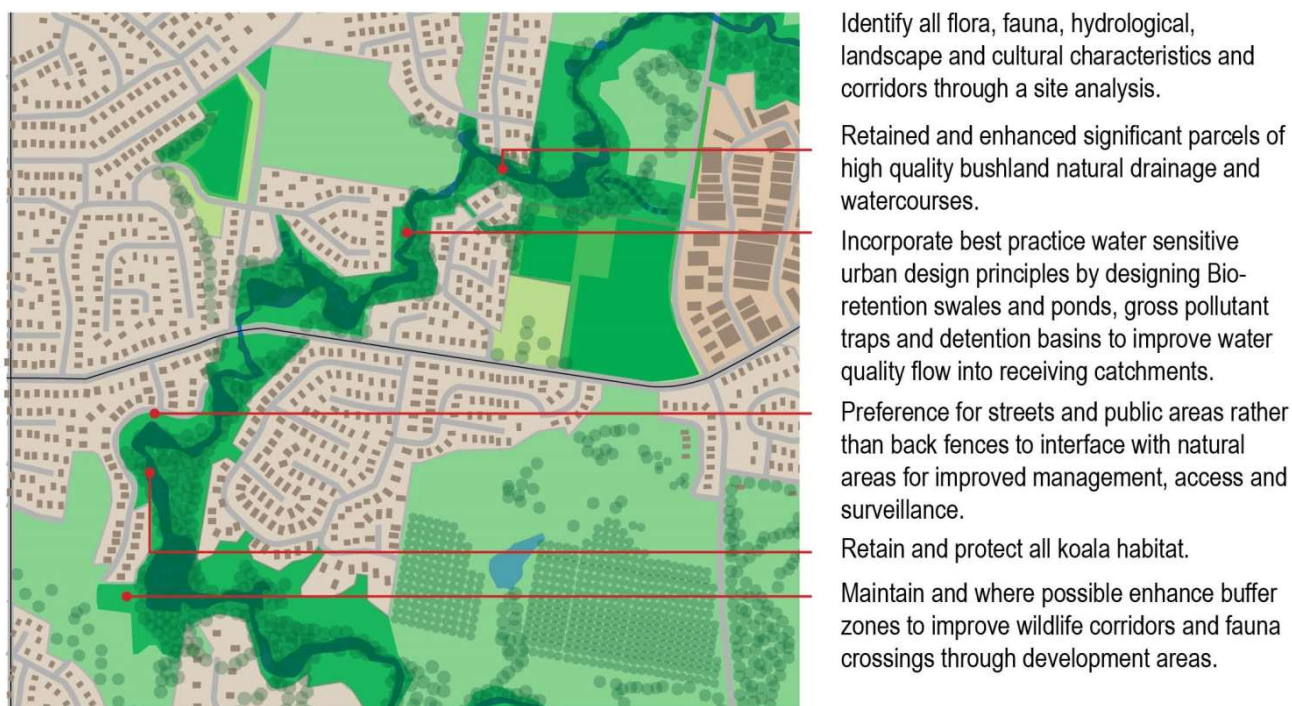 Identify all flora, fauna, hydrological,
landscape and cultural characteristics and
corridors through a site analysis.
Retained and enhanced significant parcels of
high quality bushland natural drainage and
watercourses.
Incorporate best practice water sensitive
urban design principles by designing Bio-
retention swales and ponds, gross pollutant
traps and detention basins to improve water
quality flow into receiving catchments.
Preference for streets and public areas rather
than back fences to interface with natural
areas for improved management, access and
surveillance.
Retain and protect all koala habitat.
Maintain and where possible enhance buffer
zones to improve wildlife corridors and fauna
crossings through development areas.